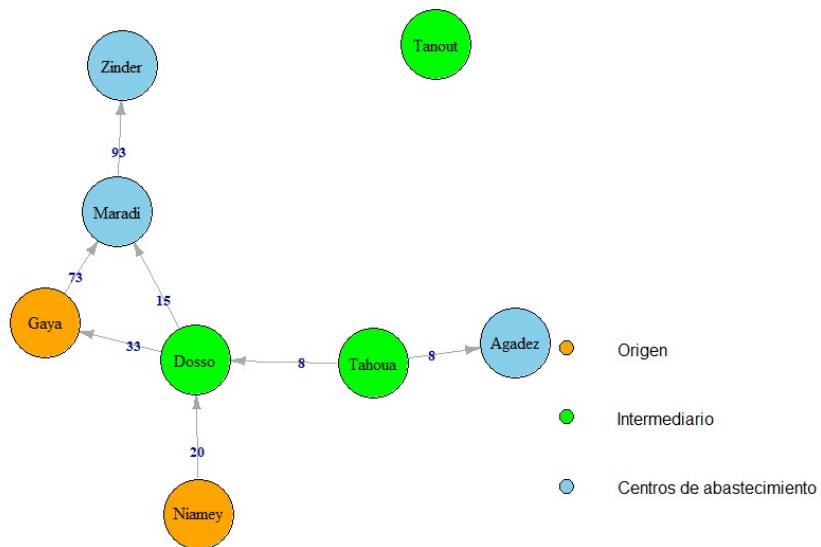 Tanout
Zinder
93
Maradi
73
15
Gaya
33
Dosso
8
Tahoua
8
Agadez
20
Niamey
Origen
Intermediario
Centros de abastecimiento